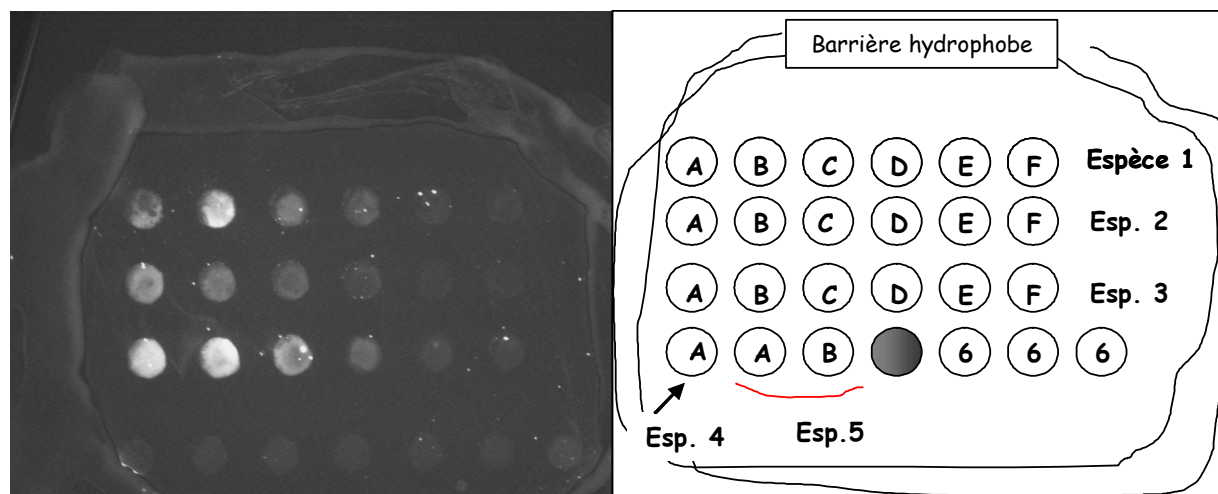 Barrière hydrophobe
A B C D E F Espèce 1
A B C D E F Esp. 2
A B C D E F Esp. 3
A A B 6 6 6
Esp. 4 Esp.5